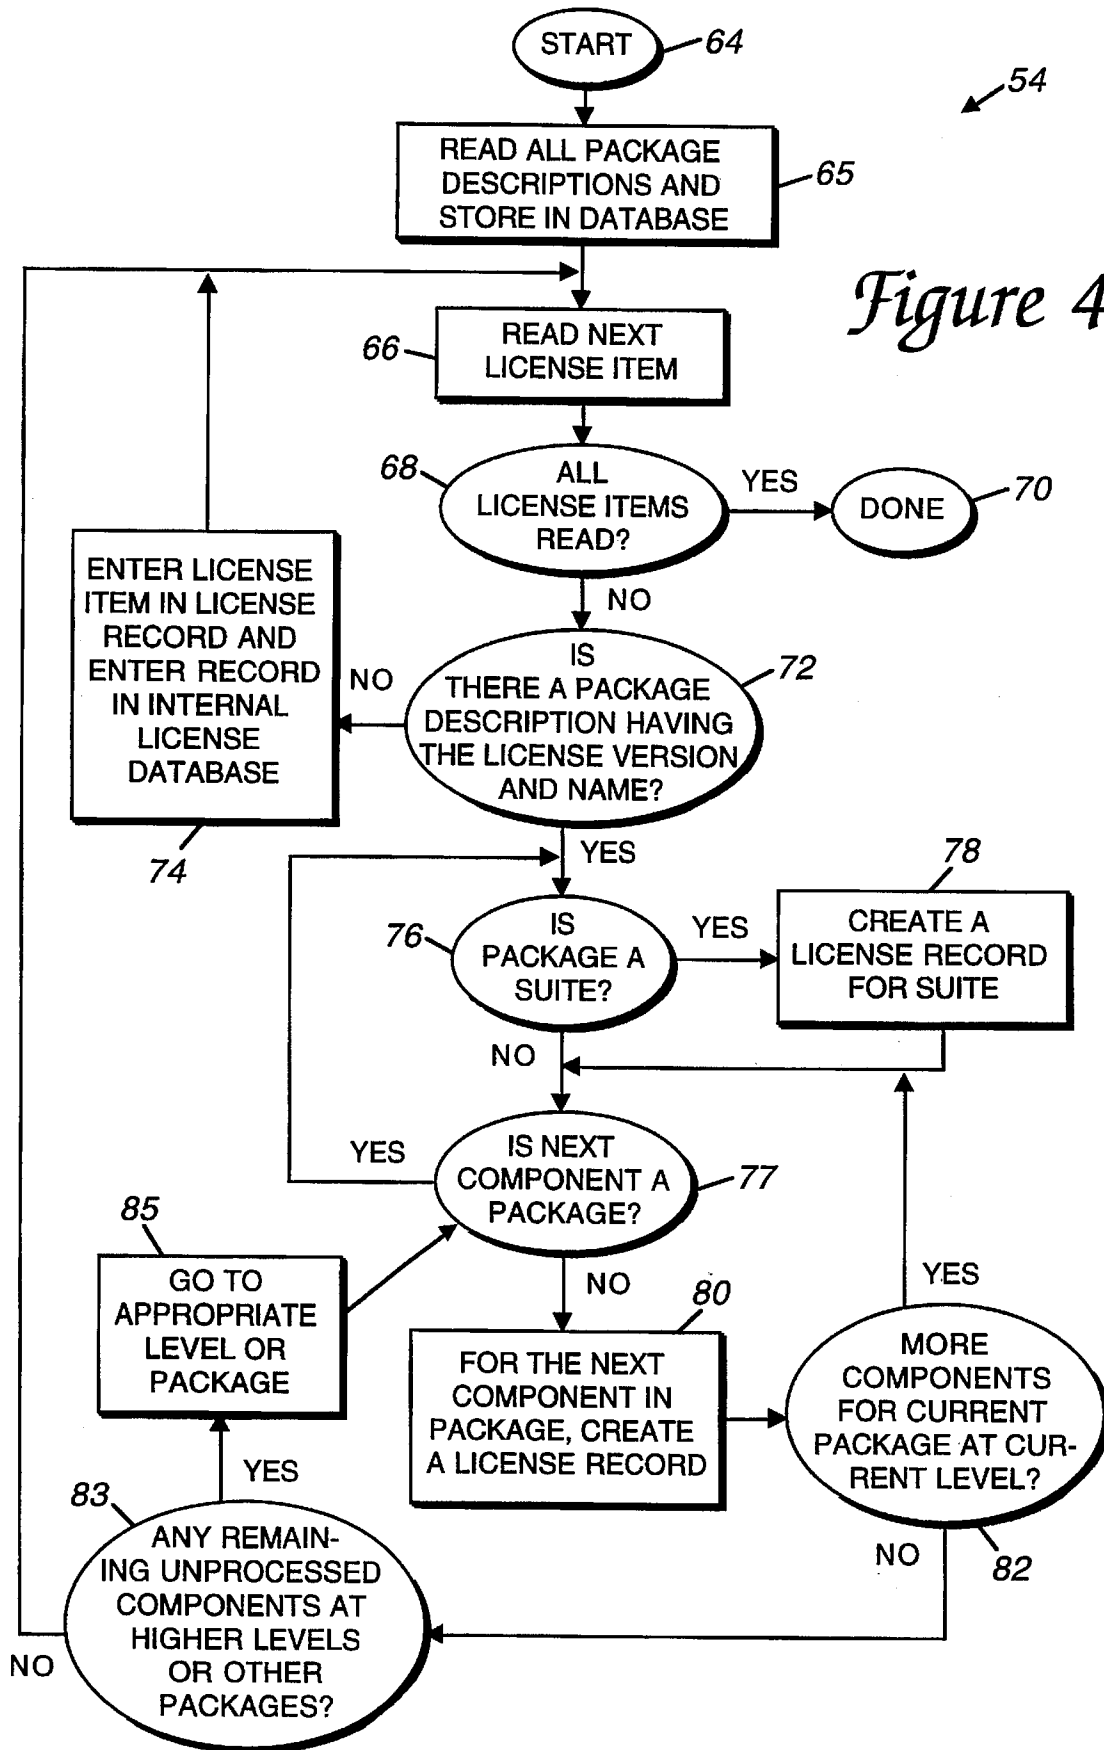 START
64
54
READ ALL PACKAGE
DESCRIPTIONS AND
STORE IN DATABASE
65
Figure 4
READ NEXT
LICENSE ITEM
66
ALL
LICENSE ITEMS
READ?
68
YES
DONE
70
NO
ENTER LICENSE
ITEM IN LICENSE
RECORD AND
ENTER RECORD
IN INTERNAL
LICENSE
DATABASE
74
NO
IS
THERE A PACKAGE
DESCRIPTION HAVING
THE LICENSE VERSION
AND NAME?
72
YES
IS
PACKAGE A
SUITE?
76
YES
78
CREATE A
LICENSE RECORD
FOR SUITE
NO
IS NEXT
COMPONENT A
PACKAGE?
77
YES
85
GO TO
APPROPRIATE
LEVEL OR
PACKAGE
NO
80
FOR THE NEXT
COMPONENT IN
PACKAGE, CREATE
A LICENSE RECORD
YES
MORE
COMPONENTS
FOR CURRENT
PACKAGE AT CUR-
RENT LEVEL?
82
NO
YES
83
ANY REMAIN-
ING UNPROCESSED
COMPONENTS AT
HIGHER LEVELS
OR OTHER
PACKAGES?
NO